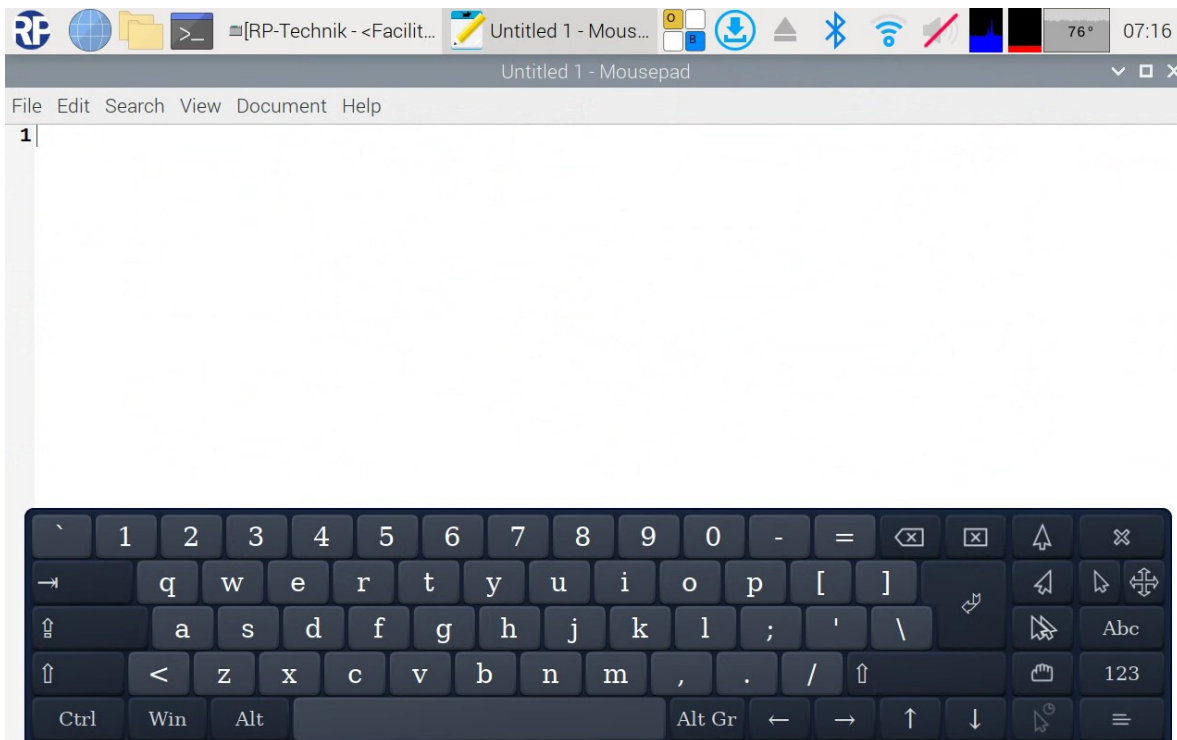 RP >_ [RP-Technik - <Facilit... Untitled 1 - Mous... O B 76° 07:16
Untitled 1 - Mousepad
File Edit Search View Document Help
1
` 1 2 3 4 5 6 7 8 9 0 - =
q w e r t y u i o p [ ]
a s d f g h j k l ; ' \ Abc
< z x c v b n m , . / 123
Ctrl Win Alt Alt Gr ← → ↑ ↓